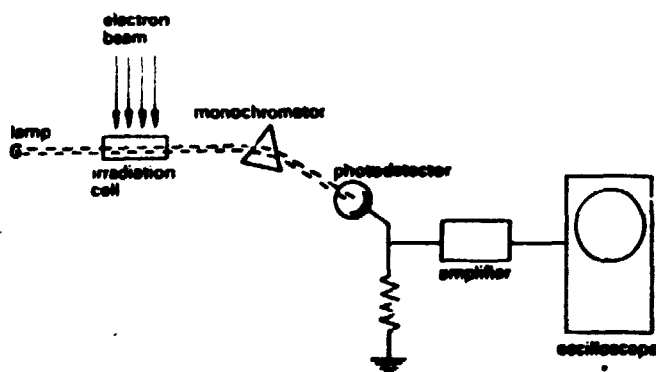 electron
beam
monochromator
lamp
photodetector
irradiation
cell
amplifier
oscilloscope